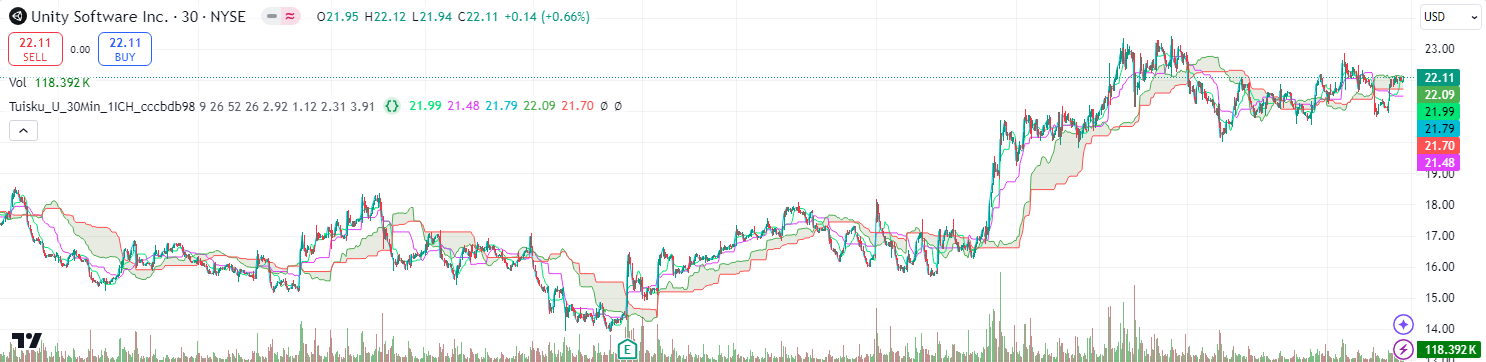 Unity Software Inc. · 30 · NYSE O21.95 H22.12 L21.94 C22.11 +0.14 (+0.66%)
USD
22.11 SELL
0.00
22.11 BUY
Vol 118.392 K
Tuisku_U_30Min_1ICH_cccbdb98 9 26 52 26 2.92 1.12 2.31 3.91 {} 21.99 21.48 21.79 22.09 21.70 Ø Ø
23.00
22.11
22.09
21.99
21.79
21.70
21.48
19.00
18.00
17.00
16.00
15.00
14.00
E
118.392 K
13.00